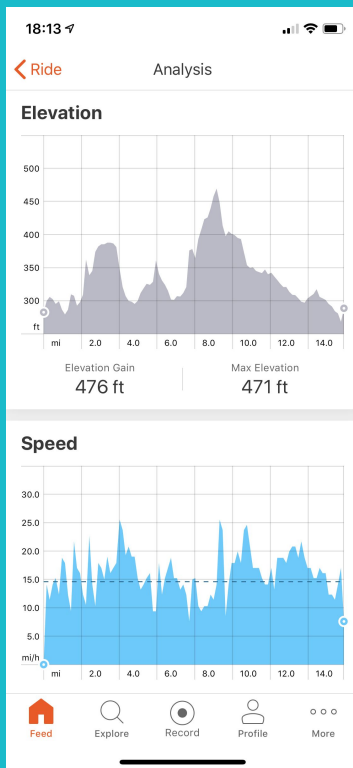 18:13
Ride
Analysis
Elevation
500
450
400
350
300
ft
mi 2.0 4.0 6.0 8.0 10.0 12.0 14.0
Elevation Gain
476 ft
Max Elevation
471 ft
Speed
30.0
25.0
20.0
15.0
10.0
5.0
mi/h
mi 2.0 4.0 6.0 8.0 10.0 12.0 14.0
Feed
Explore
Record
Profile
More